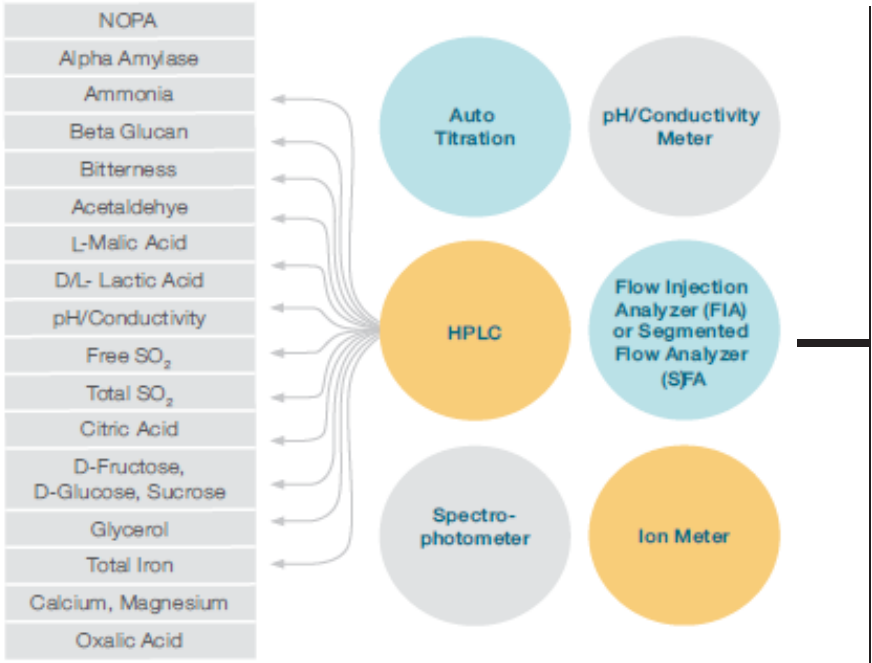 NOPA
Alpha Amylase
Ammonia
Beta Glucan
Bitterness
Acetaldehye
L-Malic Acid
D/L- Lactic Acid
pH/Conductivity
Free SO₂
Total SO₂
Citric Acid
D-Fructose,
D-Glucose, Sucrose
Glycerol
Total Iron
Calcium, Magnesium
Oxalic Acid
Auto
Titration
pH/Conductivity
Meter
HPLC
Flow Injection
Analyzer (FIA)
or Segmented
Flow Analyzer
(S)FA
Spectro-
photometer
Ion Meter